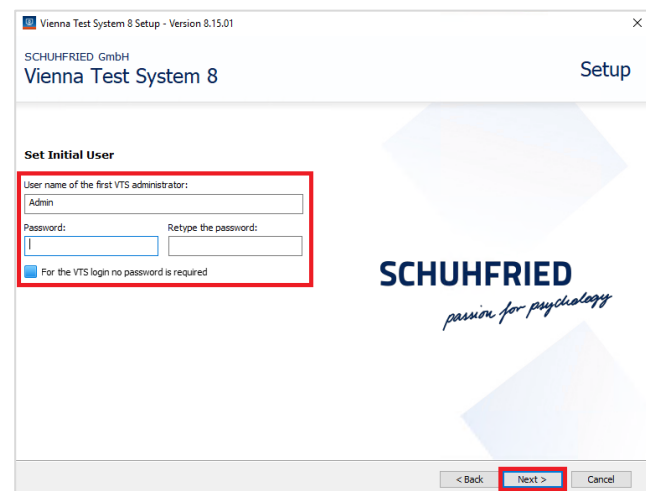 Vienna Test System 8 Setup - Version 8.15.01
SCHUHFRIED GmbH
Vienna Test System 8
Setup
Set Initial User
User name of the first VTS administrator:
Admin
Password: Retype the password:
For the VTS login no password is required
SCHUHFRIED
passion for psychology
< Back Next > Cancel